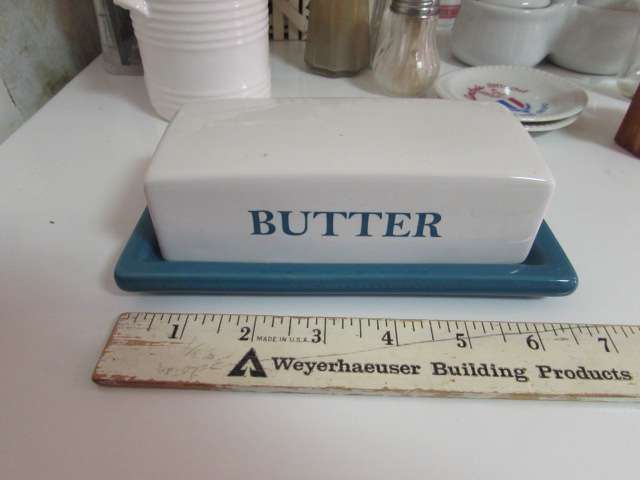 BUTTER
1 2 3 4 5 6 7
MADE IN U.S.A.
Weyerhaeuser Building Products